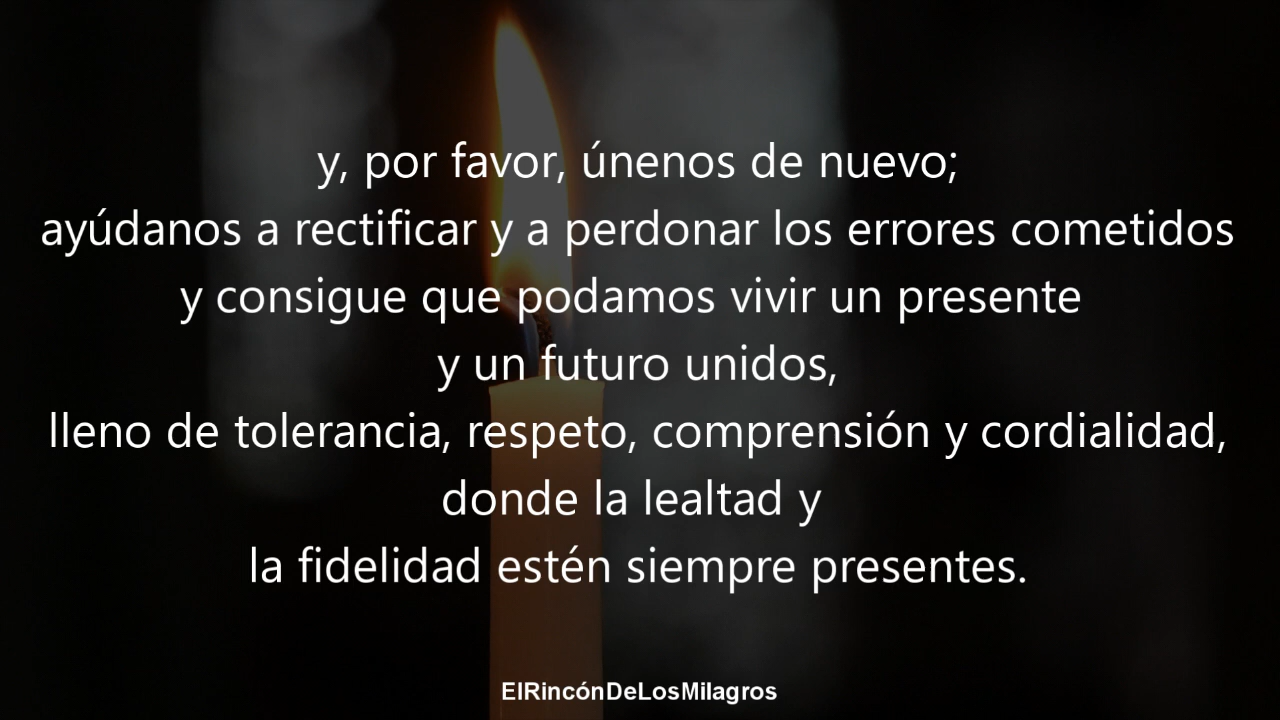 y, por favor, únenos de nuevo;
ayúdanos a rectificar y a perdonar los errores cometidos
y consigue que podamos vivir un presente
y un futuro unidos,
lleno de tolerancia, respeto, comprensión y cordialidad,
donde la lealtad y
la fidelidad estén siempre presentes.
ElRincónDeLosMilagros